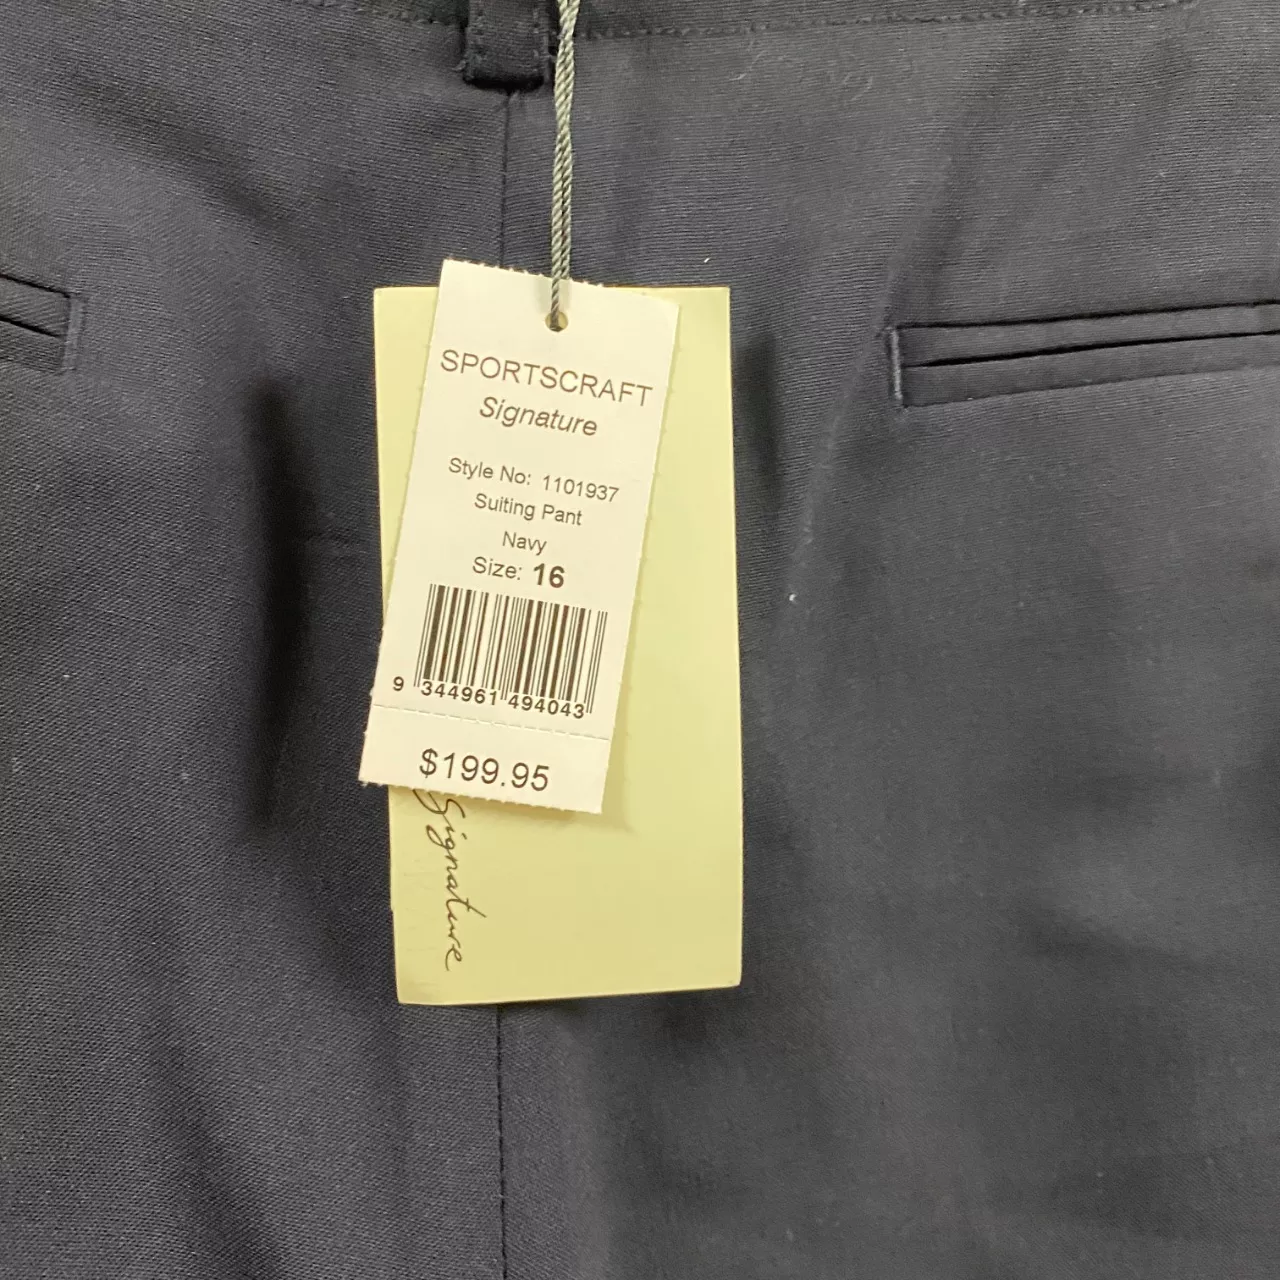 SPORTSCRAFT
Signature
Style No: 1101937
Suiting Pant
Navy
Size: 16
9 344961 494043
$199.95
Signature